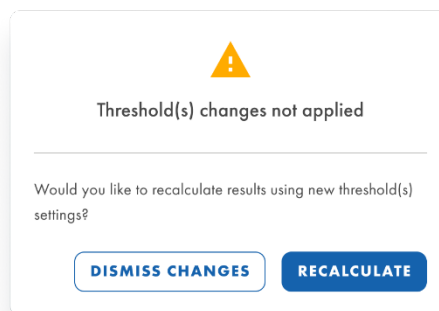 Threshold(s) changes not applied
Would you like to recalculate results using new threshold(s)
settings?
DISMISS CHANGES
RECALCULATE